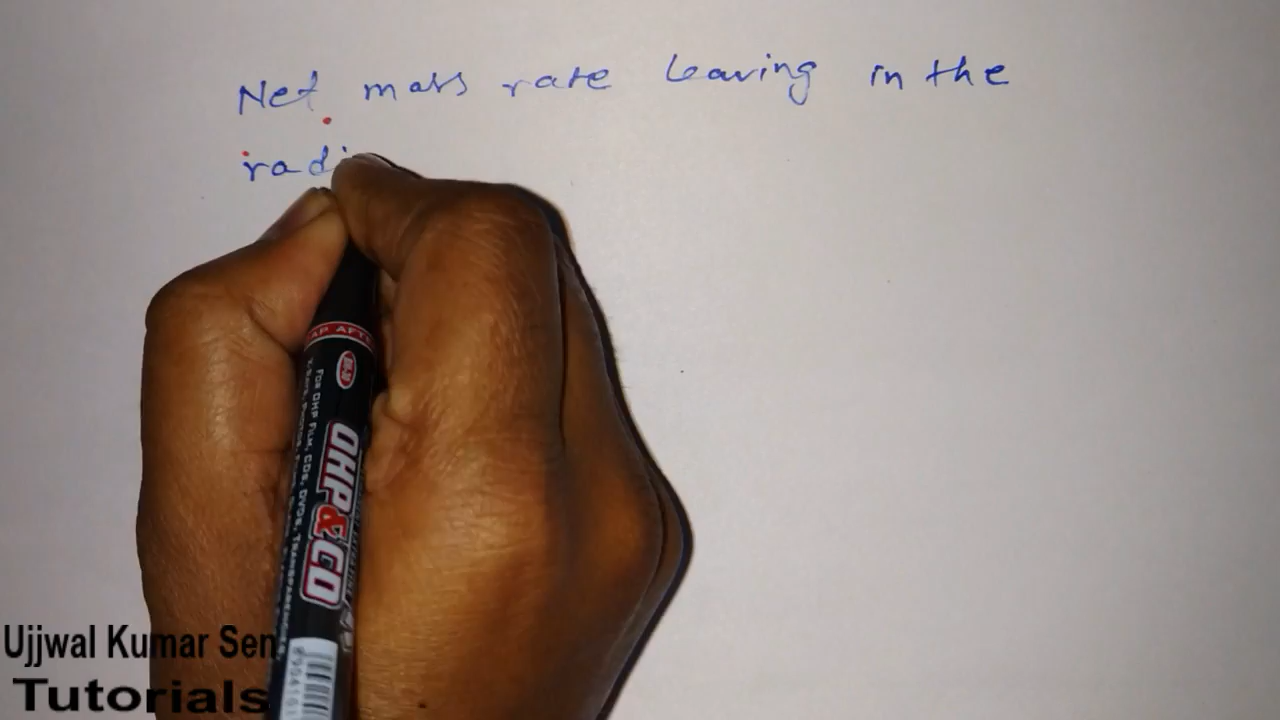 Net mass rate leaving in the
radi
OHP&CD
Ujjwal Kumar Sen
Tutorials